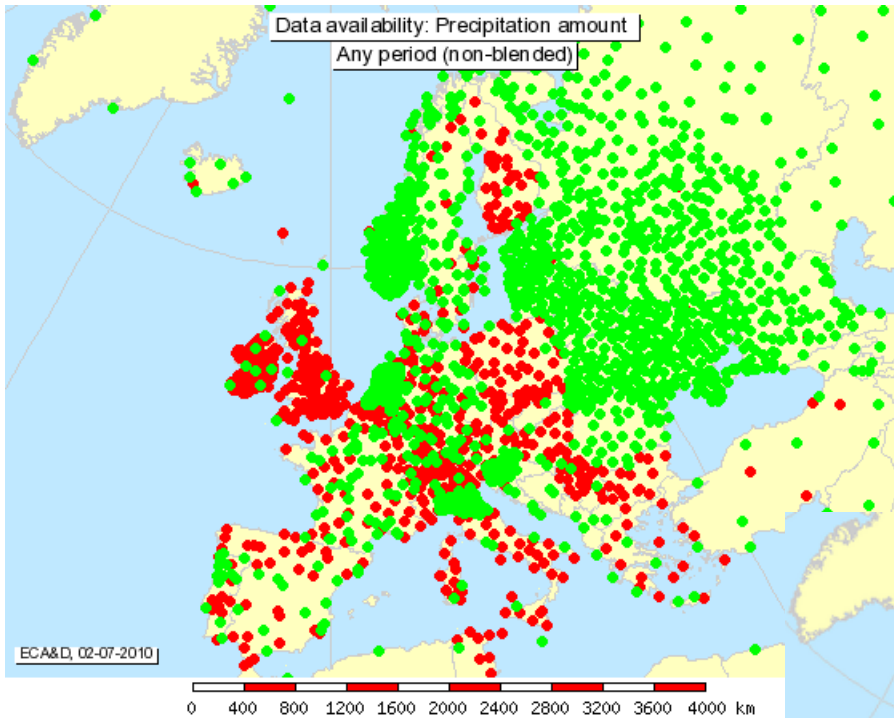 Data availability: Precipitation amount
Any period (non-blended)
ECA&D, 02-07-2010
0 400 800 1200 1600 2000 2400 2800 3200 3600 4000 km